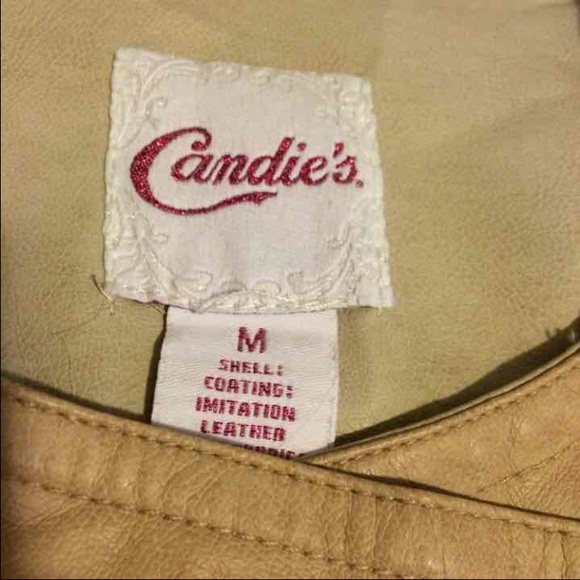 Candie's.
M
SHELL:
COATING:
IMITATION
LEATHER